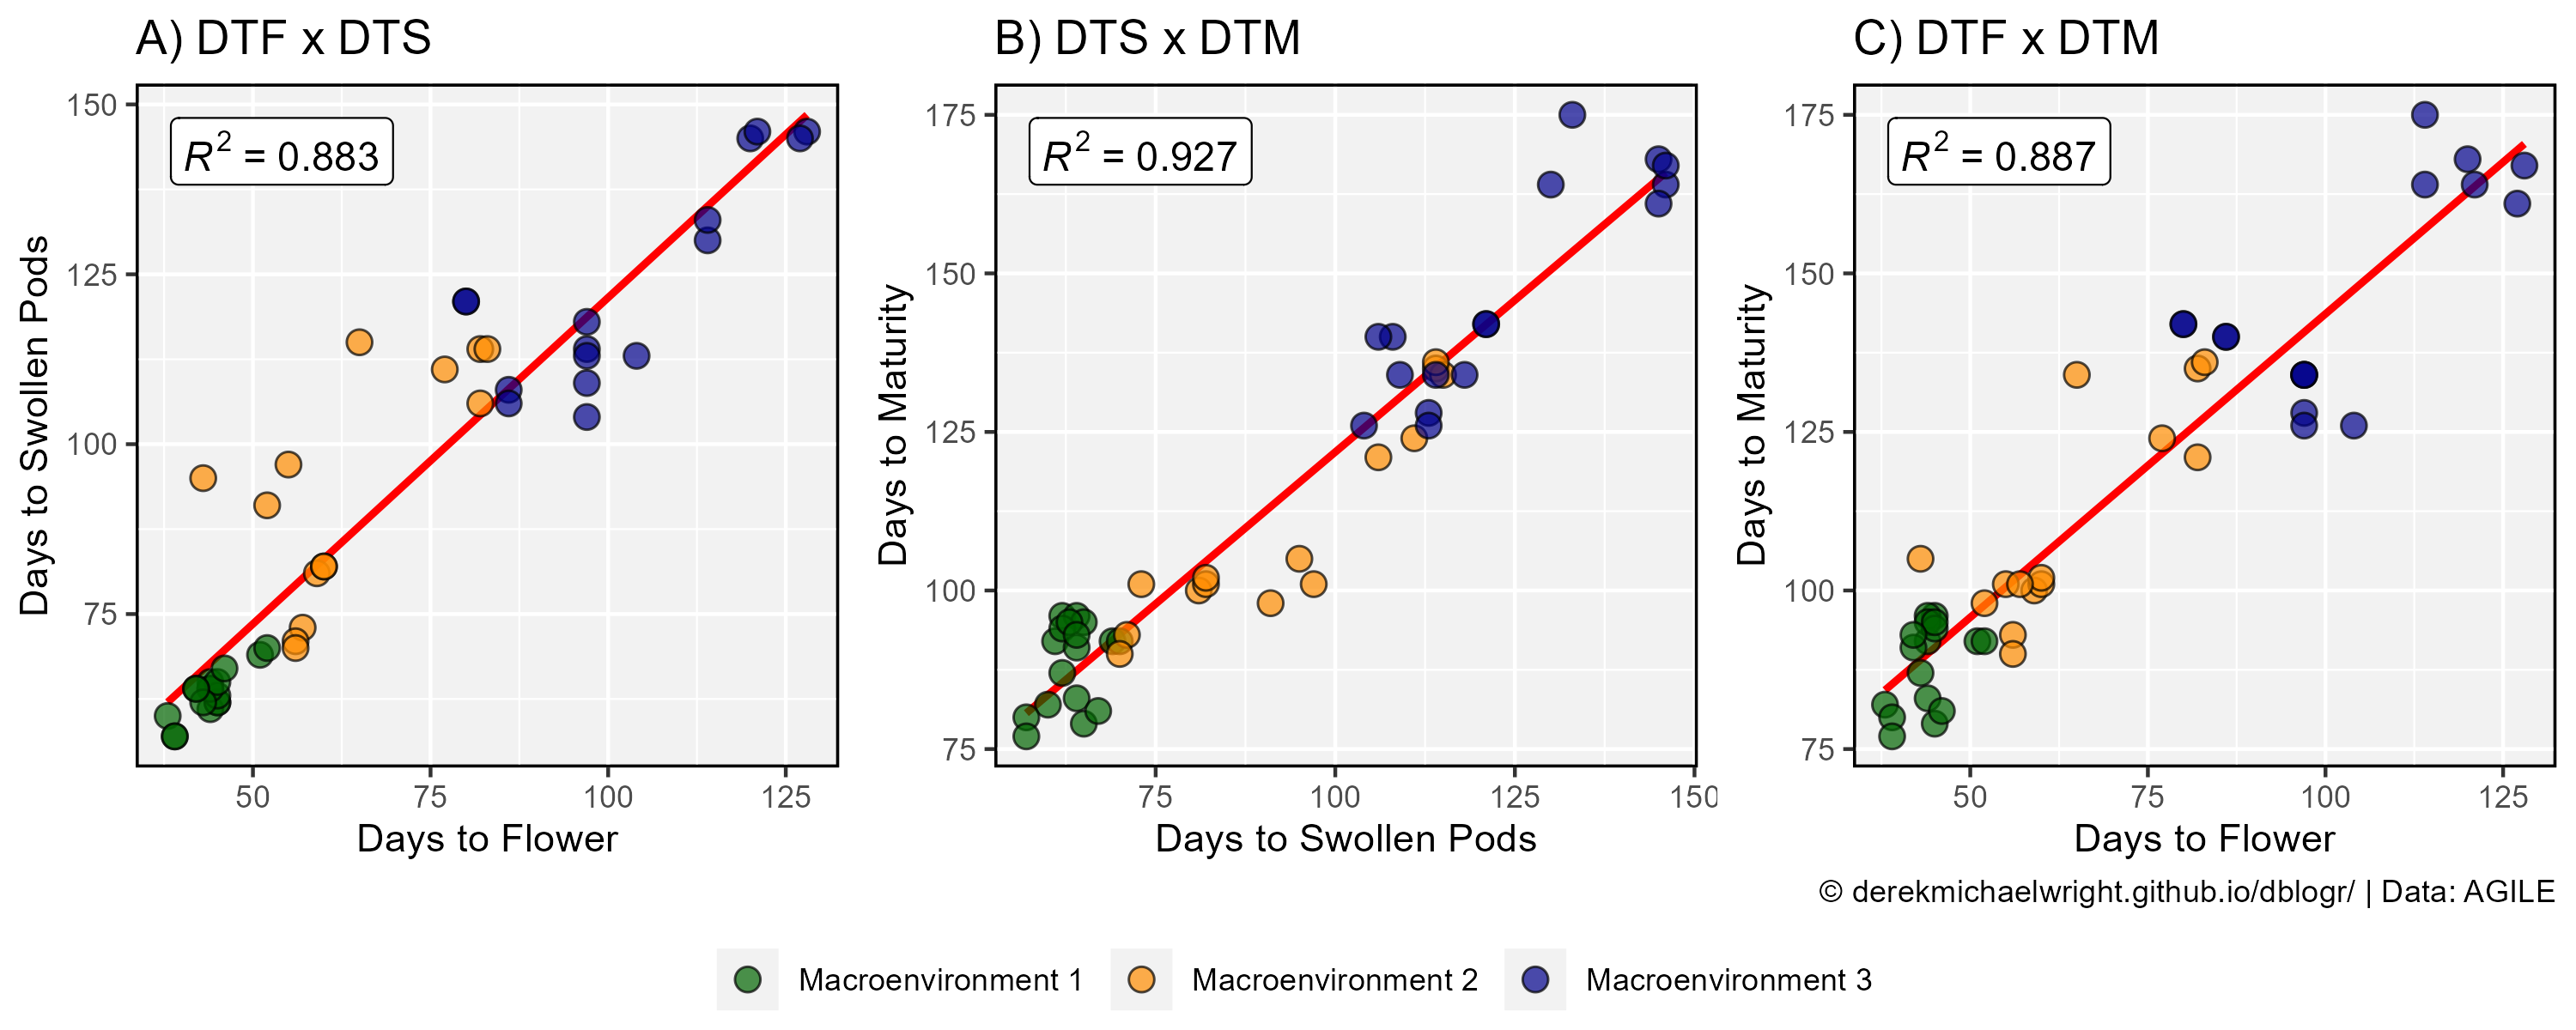 A) DTF x DTS
B) DTS x DTM
C) DTF x DTM
R² = 0.883
150
125
100
75
Days to Swollen Pods
50 75 100 125
Days to Flower
R² = 0.927
175
150
125
100
75
Days to Maturity
75 100 125 150
Days to Swollen Pods
R² = 0.887
175
150
125
100
75
Days to Maturity
50 75 100 125
Days to Flower
© derekmichaelwright.github.io/dblogr/ | Data: AGILE
Macroenvironment 1 Macroenvironment 2 Macroenvironment 3